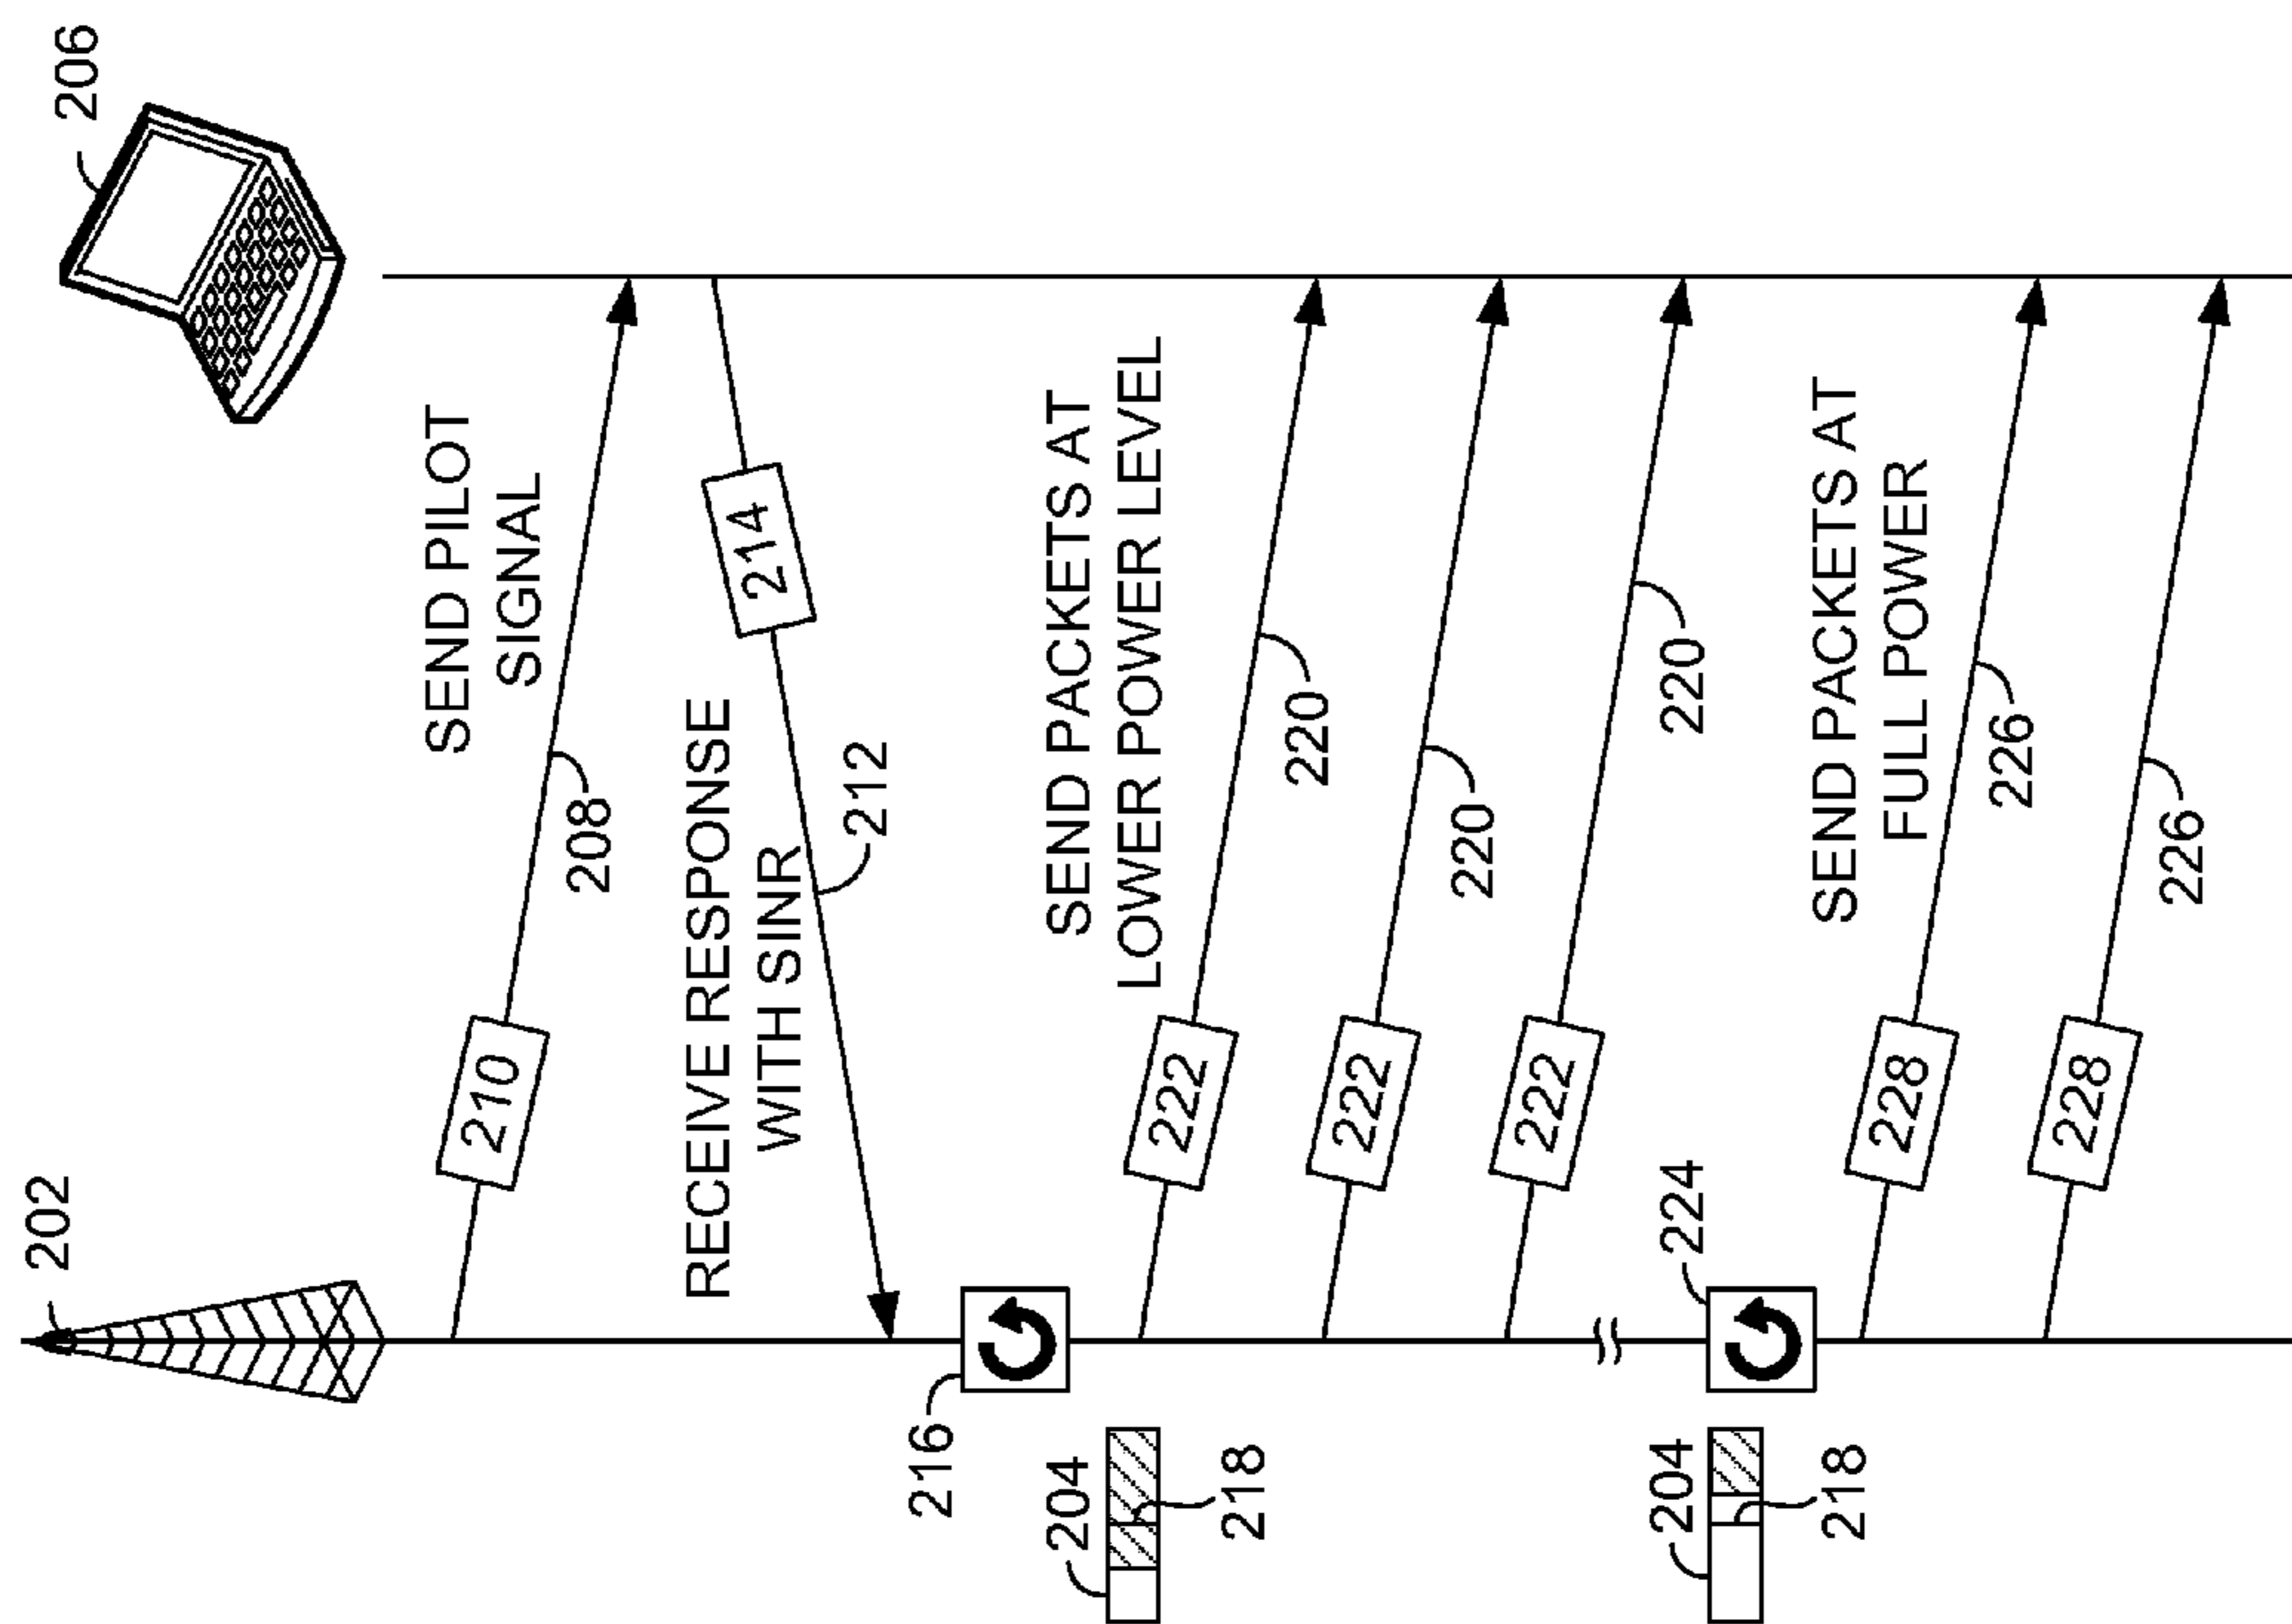 202
206
SEND PILOT
SIGNAL
210
208
RECEIVE RESPONSE
WITH SINR
214
212
216
204
218
SEND PACKETS AT
LOWER POWER LEVEL
222
220
222
220
222
220
224
204
218
SEND PACKETS AT
FULL POWER
228
226
228
226